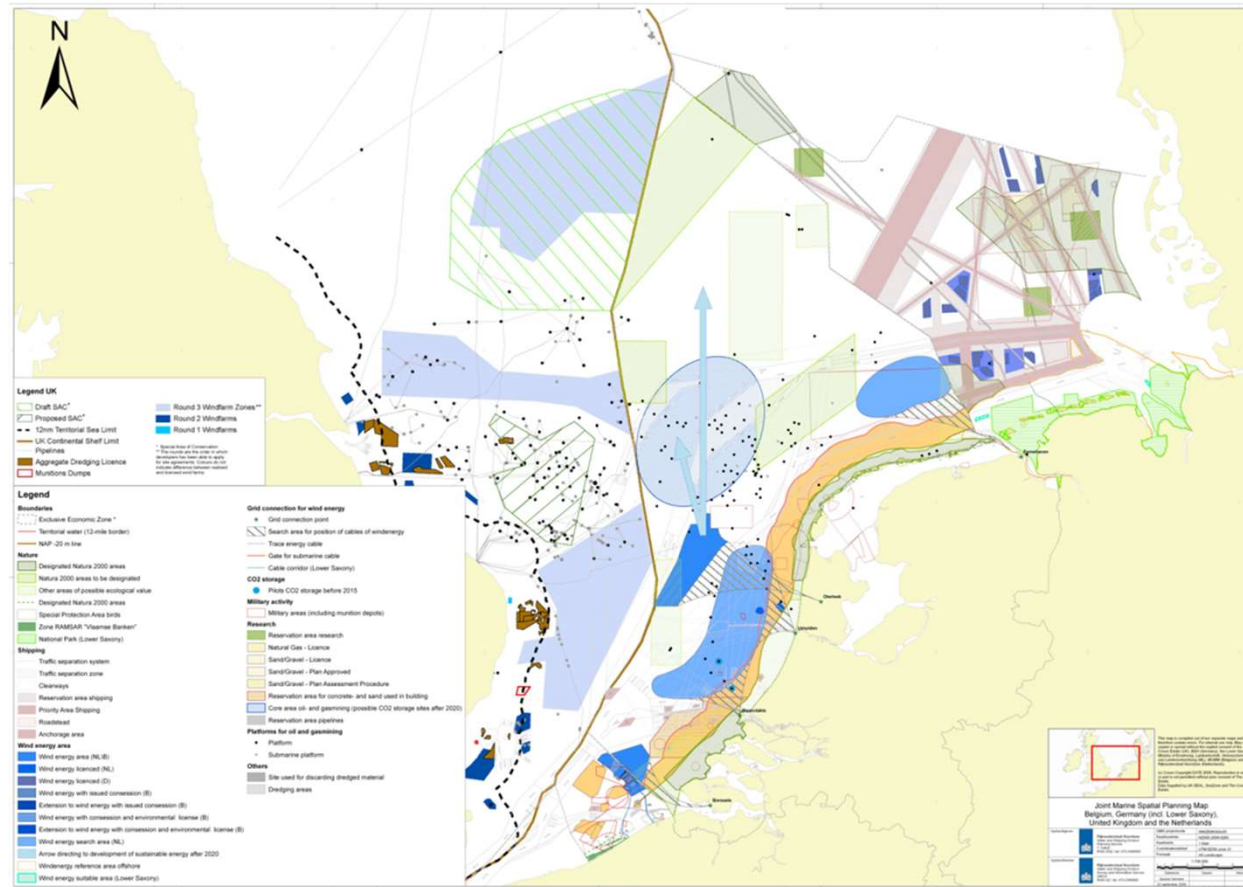 N
Legend UK
Draft SAC*
Proposed SAC*
12nm Territorial Sea Limit
UK Continental Shelf Limit
Pipelines
Aggregate Dredging Licence
Munitions Dumps
Round 3 Windfarm Zones**
Round 2 Windfarms
Round 1 Windfarms
* Special Area of Conservation
Legend
Boundaries
Exclusive Economic Zone *
Territorial water (12-mile border)
NAP -20 m line
Nature
Designated Natura 2000 areas
Natura 2000 areas to be designated
Other areas of possible ecological value
Designated Natura 2000 areas
Special Protection Area birds
Zone RAMSAR "Vlaamse Banken"
National Park (Lower Saxony)
Shipping
Traffic separation system
Traffic separation zone
Clearways
Reservation area shipping
Priority Area Shipping
Roadstead
Anchorage area
Wind energy area
Wind energy area (NL/B)
Wind energy licenced (NL)
Wind energy licenced (D)
Wind energy with issued consession (B)
Extension to wind energy with issued consession (B)
Wind energy with consession and environmental license (B)
Extension to wind energy with consession and environmental license (B)
Wind energy search area (NL)
Arrow directing to development of sustainable energy after 2020
Windenergy reference area offshore
Wind energy suitable area (Lower Saxony)
Grid connection for wind energy
Grid connection point
Search area for position of cables of windenergy
Trace energy cable
Gate for submarine cable
Cable corridor (Lower Saxony)
CO2 storage
Pilots CO2 storage before 2015
Military activity
Military areas (including munition depots)
Research
Reservation area research
Natural Gas - Licence
Sand/Gravel - Licence
Sand/Gravel - Plan Approved
Sand/Gravel - Plan Assessment Procedure
Reservation area for concrete- and sand used in building
Core area oil- and gasmining (possible CO2 storage sites after 2020)
Reservation area pipelines
Platforms for oil and gasmining
Platform
Submarine platform
Others
Site used for discarding dredged material
Dredging areas
Eemshaven
IJmuiden
Maasvlakte
Borssele
Joint Marine Spatial Planning Map
Belgium, Germany (incl. Lower Saxony),
United Kingdom and the Netherlands